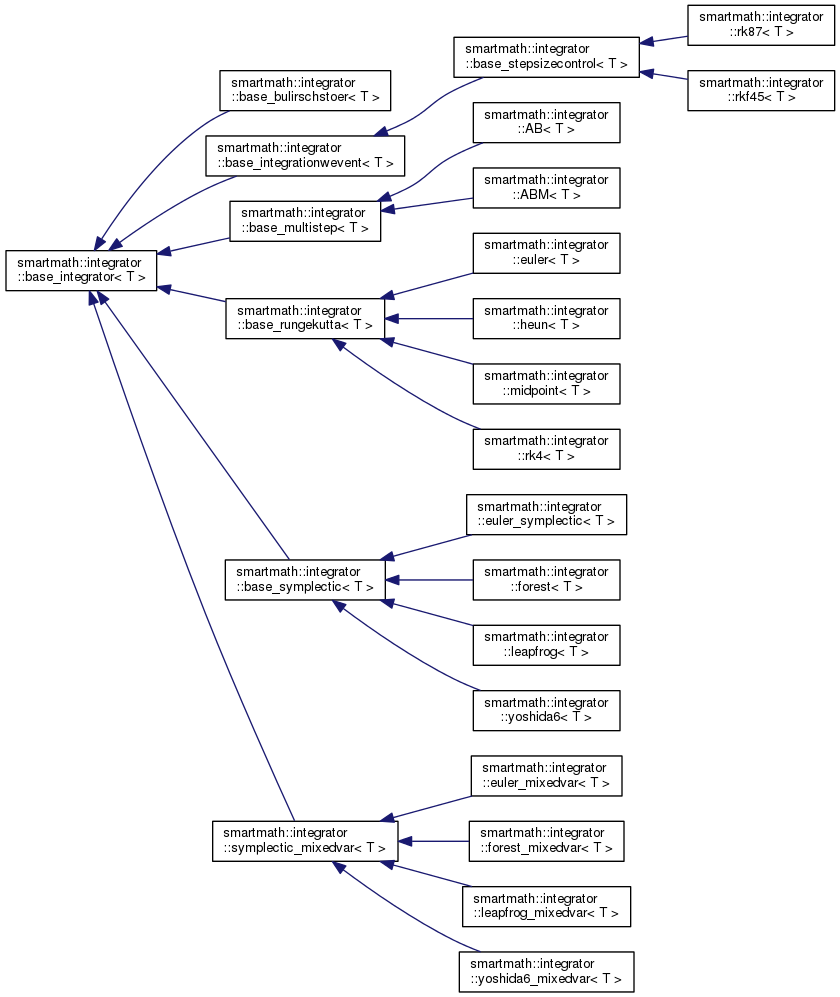 smartmath::integrator
::rk87< T >
smartmath::integrator
::base_stepsizecontrol< T >
smartmath::integrator
::base_bulirschstoer< T >
smartmath::integrator
::rkf45< T >
smartmath::integrator
::AB< T >
smartmath::integrator
::base_integrationwevent< T >
smartmath::integrator
::ABM< T >
smartmath::integrator
::base_multistep< T >
smartmath::integrator
::euler< T >
smartmath::integrator
::base_integrator< T >
smartmath::integrator
::base_rungekutta< T >
smartmath::integrator
::heun< T >
smartmath::integrator
::midpoint< T >
smartmath::integrator
::rk4< T >
smartmath::integrator
::euler_symplectic< T >
smartmath::integrator
::base_symplectic< T >
smartmath::integrator
::forest< T >
smartmath::integrator
::leapfrog< T >
smartmath::integrator
::yoshida6< T >
smartmath::integrator
::euler_mixedvar< T >
smartmath::integrator
::symplectic_mixedvar< T >
smartmath::integrator
::forest_mixedvar< T >
smartmath::integrator
::leapfrog_mixedvar< T >
smartmath::integrator
::yoshida6_mixedvar< T >